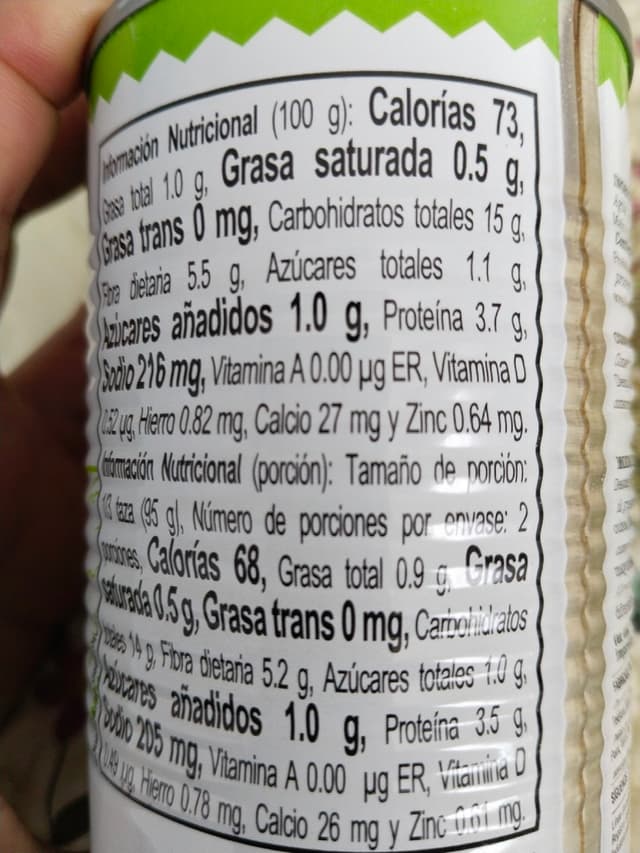 Información Nutricional (100 g): Calorías 73,
Grasa total 1.0 g, Grasa saturada 0.5 g,
Grasa trans 0 mg, Carbohidratos totales 15 g,
Fibra dietaria 5.5 g, Azúcares totales 1.1 g,
Azúcares añadidos 1.0 g, Proteína 3.7 g,
Sodio 216 mg, Vitamina A 0.00 µg ER, Vitamina D
0.52 µg, Hierro 0.82 mg, Calcio 27 mg y Zinc 0.64 mg.
Información Nutricional (porción): Tamaño de porción:
1/3 taza (95 g), Número de porciones por envase: 2
porciones, Calorías 68, Grasa total 0.9 g, Grasa
saturada 0.5 g, Grasa trans 0 mg, Carbohidratos
totales 14 g, Fibra dietaria 5.2 g, Azúcares totales 1.0 g,
Azúcares añadidos 1.0 g, Proteína 3.5 g,
Sodio 205 mg, Vitamina A 0.00 µg ER, Vitamina D
0.49 µg, Hierro 0.78 mg, Calcio 26 mg y Zinc 0.61 mg.